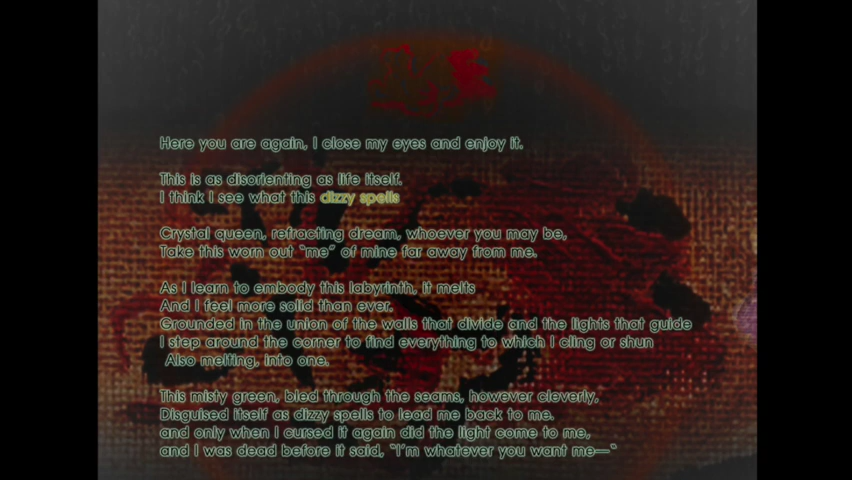 Here you are again, I close my eyes and enjoy it.
This is as disorienting as life itself.
I think I see what this dizzy spells
Crystal queen, refracting dream, whoever you may be,
Take this worn out "me" of mine far away from me.
As I learn to embody this labyrinth, it melts
And I feel more solid than ever.
Grounded in the union of the walls that divide and the lights that guide
I step around the corner to find everything to which I cling or shun
Also melting, into one.
This misty green, bled through the seams, however cleverly,
Disguised itself as dizzy spells to lead me back to me.
and only when I cursed it again did the light come to me,
and I was dead before it said, "I'm whatever you want me—"